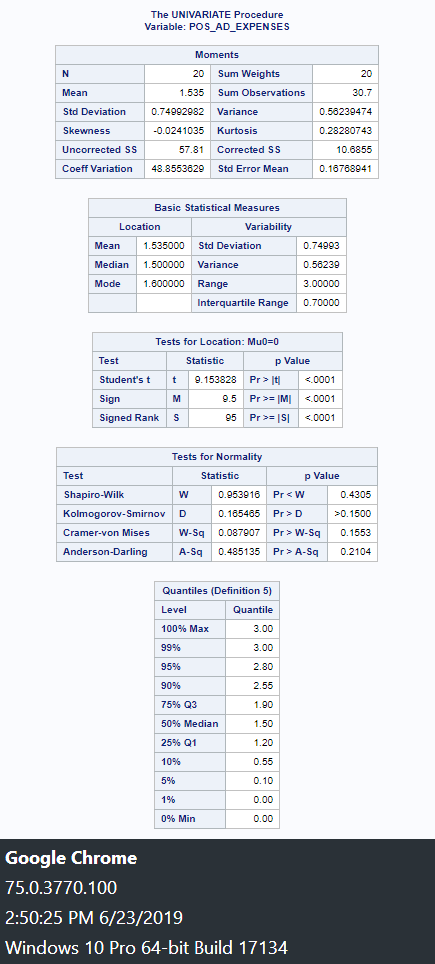 The UNIVARIATE Procedure
Variable: POS_AD_EXPENSES
Moments
N 20 Sum Weights 20
Mean 1.535 Sum Observations 30.7
Std Deviation 0.74992982 Variance 0.56239474
Skewness -0.0241035 Kurtosis 0.28280743
Uncorrected SS 57.81 Corrected SS 10.6855
Coeff Variation 48.8553629 Std Error Mean 0.16768941
Basic Statistical Measures
Location Variability
Mean 1.535000 Std Deviation 0.74993
Median 1.500000 Variance 0.56239
Mode 1.600000 Range 3.00000
Interquartile Range 0.70000
Tests for Location: Mu0=0
Test Statistic p Value
Student's t t 9.153828 Pr > |t| <.0001
Sign M 9.5 Pr >= |M| <.0001
Signed Rank S 95 Pr >= |S| <.0001
Tests for Normality
Test Statistic p Value
Shapiro-Wilk W 0.953916 Pr < W 0.4305
Kolmogorov-Smirnov D 0.165465 Pr > D >0.1500
Cramer-von Mises W-Sq 0.087907 Pr > W-Sq 0.1553
Anderson-Darling A-Sq 0.485135 Pr > A-Sq 0.2104
Quantiles (Definition 5)
Level Quantile
100% Max 3.00
99% 3.00
95% 2.80
90% 2.55
75% Q3 1.90
50% Median 1.50
25% Q1 1.20
10% 0.55
5% 0.10
1% 0.00
0% Min 0.00
Google Chrome
75.0.3770.100
2:50:25 PM 6/23/2019
Windows 10 Pro 64-bit Build 17134